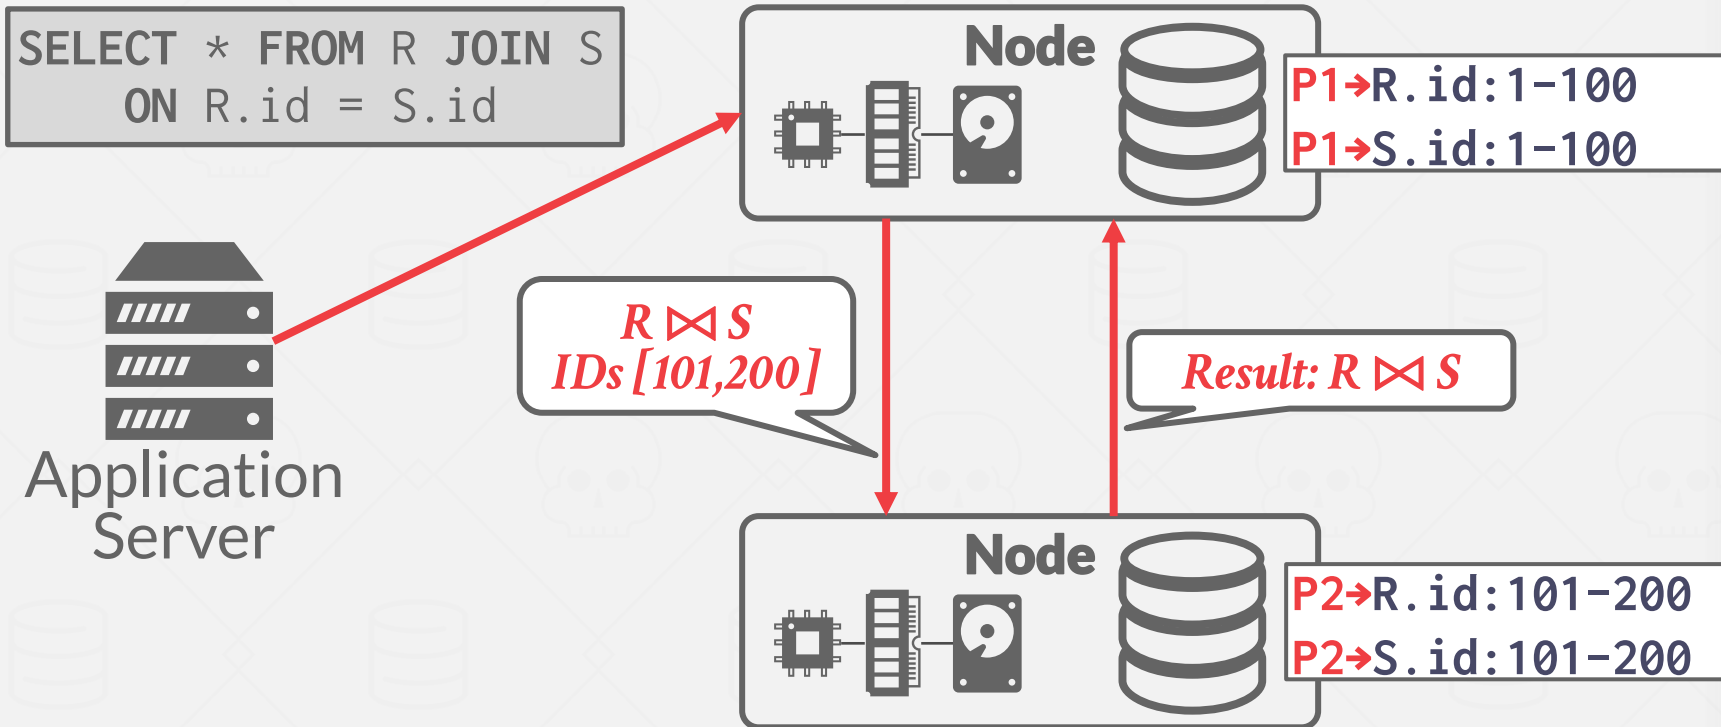 SELECT * FROM R JOIN S
ON R.id = S.id
Node
P1→R.id:1-100
P1→S.id:1-100
R ⋈ S
IDs [101,200]
Result: R ⋈ S
Application
Server
Node
P2→R.id:101-200
P2→S.id:101-200